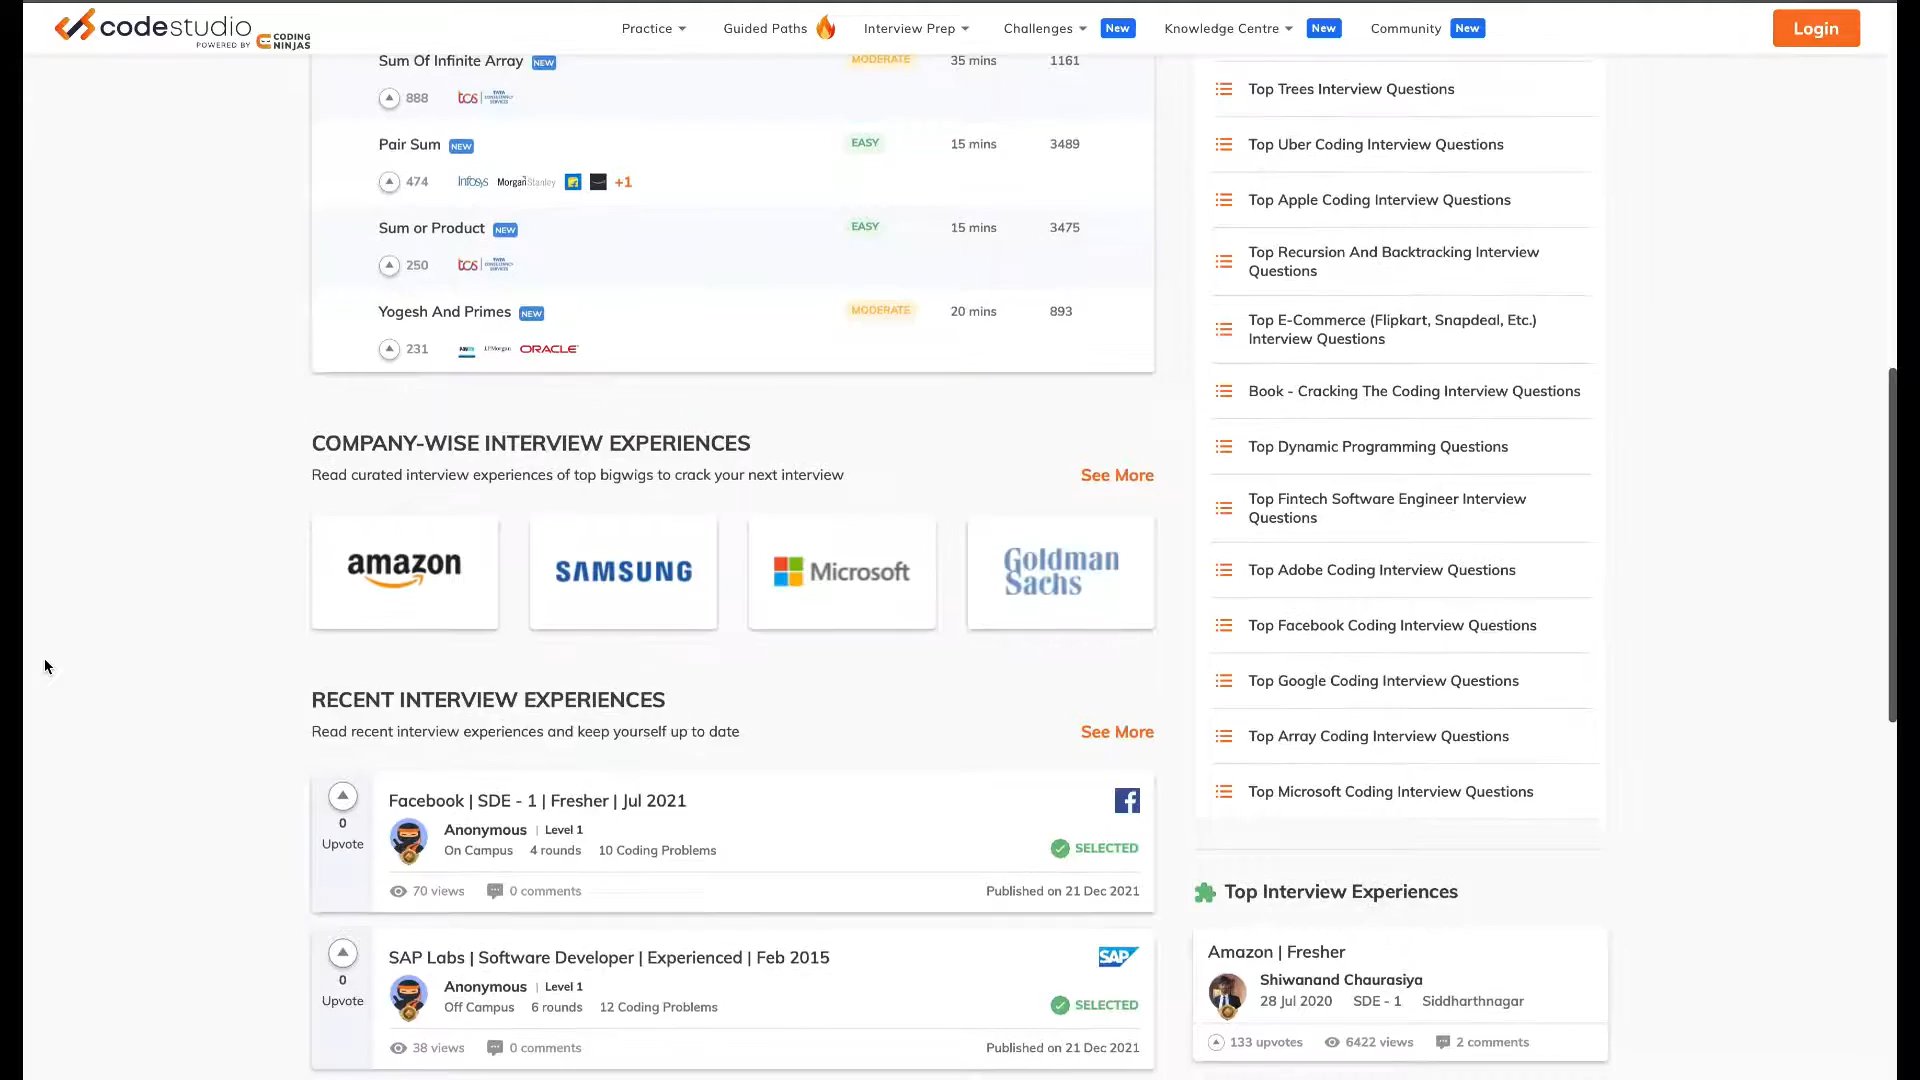 codestudio
POWERED BY CODING NINJAS
Practice
Guided Paths
Interview Prep
Challenges
New
Knowledge Centre
New
Community
New
Login
Sum Of Infinite Array NEW
MODERATE
35 mins
1161
888
tcs TATA CONSULTANCY SERVICES
Pair Sum NEW
EASY
15 mins
3489
474
Infosys Morgan Stanley +1
Sum or Product NEW
EASY
15 mins
3475
250
tcs TATA CONSULTANCY SERVICES
Yogesh And Primes NEW
MODERATE
20 mins
893
231
Paytm J.P.Morgan ORACLE
COMPANY-WISE INTERVIEW EXPERIENCES
Read curated interview experiences of top bigwigs to crack your next interview
See More
amazon
SAMSUNG
Microsoft
Goldman
Sachs
RECENT INTERVIEW EXPERIENCES
Read recent interview experiences and keep yourself up to date
See More
0
Upvote
Facebook | SDE - 1 | Fresher | Jul 2021
Anonymous | Level 1
On Campus 4 rounds 10 Coding Problems
SELECTED
70 views 0 comments
Published on 21 Dec 2021
0
Upvote
SAP Labs | Software Developer | Experienced | Feb 2015
SAP
Anonymous | Level 1
Off Campus 6 rounds 12 Coding Problems
SELECTED
38 views 0 comments
Published on 21 Dec 2021
Top Trees Interview Questions
Top Uber Coding Interview Questions
Top Apple Coding Interview Questions
Top Recursion And Backtracking Interview
Questions
Top E-Commerce (Flipkart, Snapdeal, Etc.)
Interview Questions
Book - Cracking The Coding Interview Questions
Top Dynamic Programming Questions
Top Fintech Software Engineer Interview
Questions
Top Adobe Coding Interview Questions
Top Facebook Coding Interview Questions
Top Google Coding Interview Questions
Top Array Coding Interview Questions
Top Microsoft Coding Interview Questions
Top Interview Experiences
Amazon | Fresher
Shiwanand Chaurasiya
28 Jul 2020 SDE - 1 Siddharthnagar
133 upvotes 6422 views 2 comments